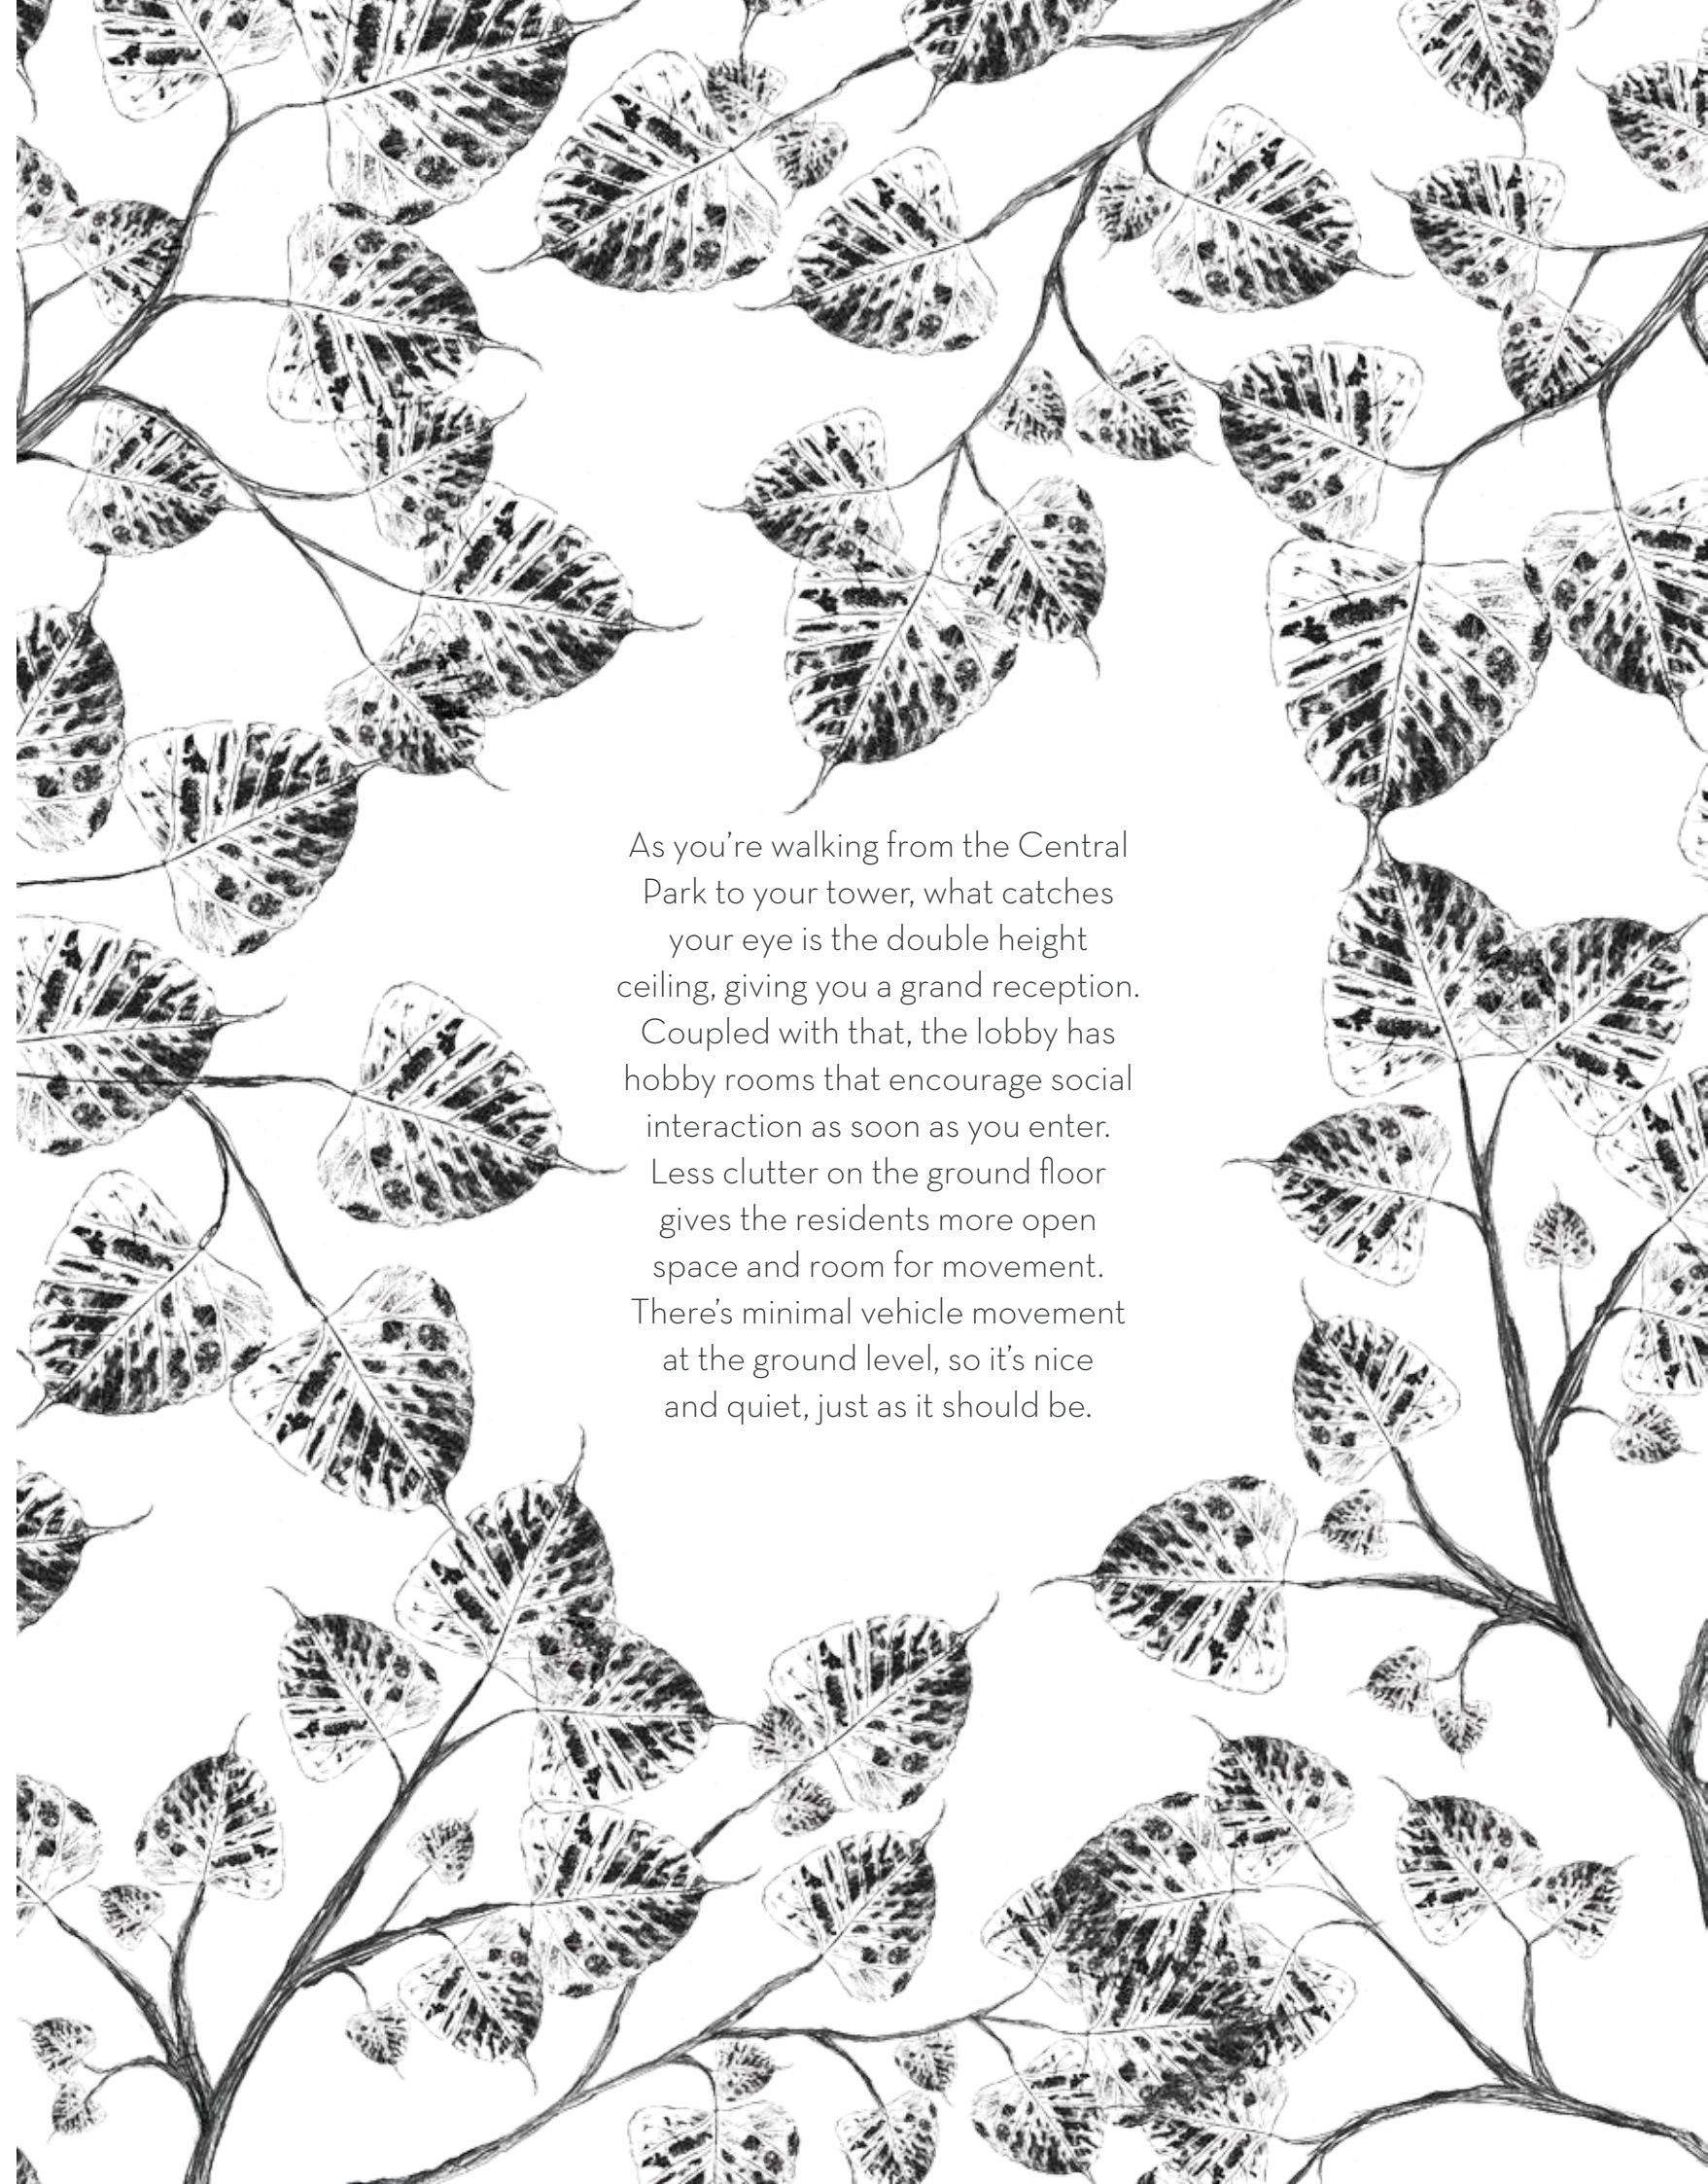 As you’re walking from the Central
Park to your tower, what catches
your eye is the double height
ceiling, giving you a grand reception.
Coupled with that, the lobby has
hobby rooms that encourage social
interaction as soon as you enter.
Less clutter on the ground floor
gives the residents more open
space and room for movement.
There’s minimal vehicle movement
at the ground level, so it’s nice
and quiet, just as it should be.